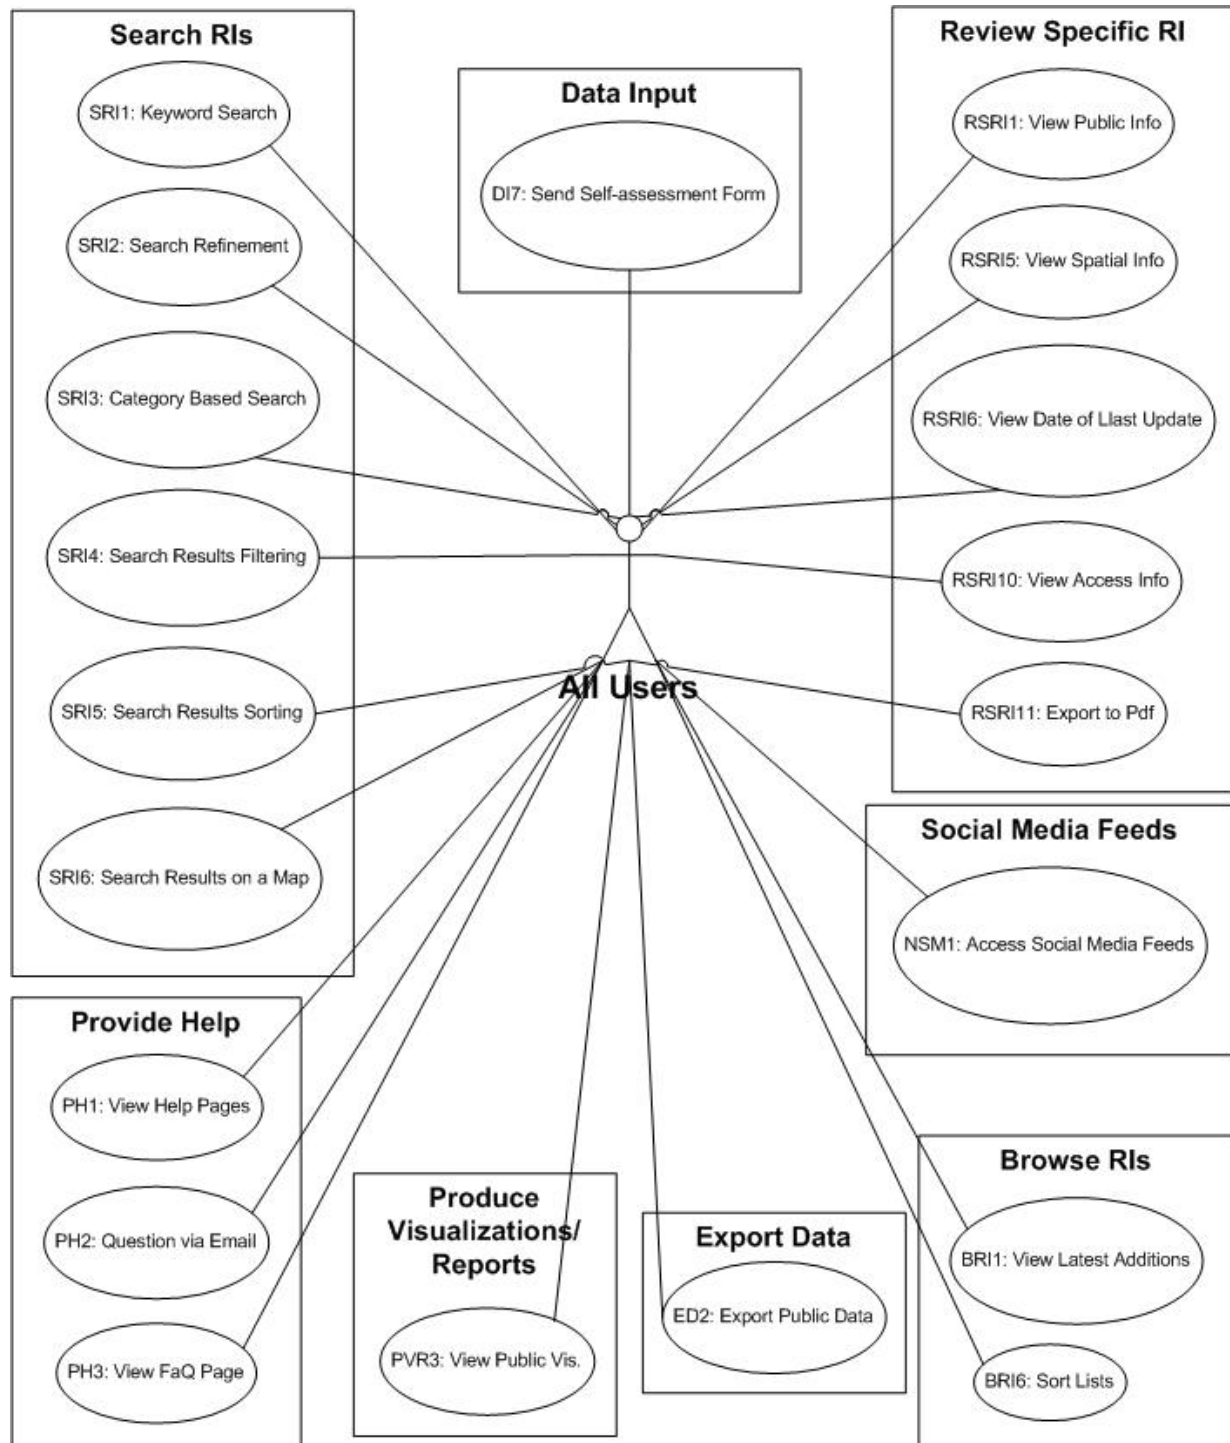 Search RIs
SRI1: Keyword Search
SRI2: Search Refinement
SRI3: Category Based Search
SRI4: Search Results Filtering
SRI5: Search Results Sorting
SRI6: Search Results on a Map
Data Input
DI7: Send Self-assessment Form
Review Specific RI
RSRI1: View Public Info
RSRI5: View Spatial Info
RSRI6: View Date of Llast Update
RSRI10: View Access Info
RSRI11: Export to Pdf
All Users
Social Media Feeds
NSM1: Access Social Media Feeds
Provide Help
PH1: View Help Pages
PH2: Question via Email
PH3: View FaQ Page
Produce
Visualizations/
Reports
PVR3: View Public Vis.
Export Data
ED2: Export Public Data
Browse RIs
BRI1: View Latest Additions
BRI6: Sort Lists